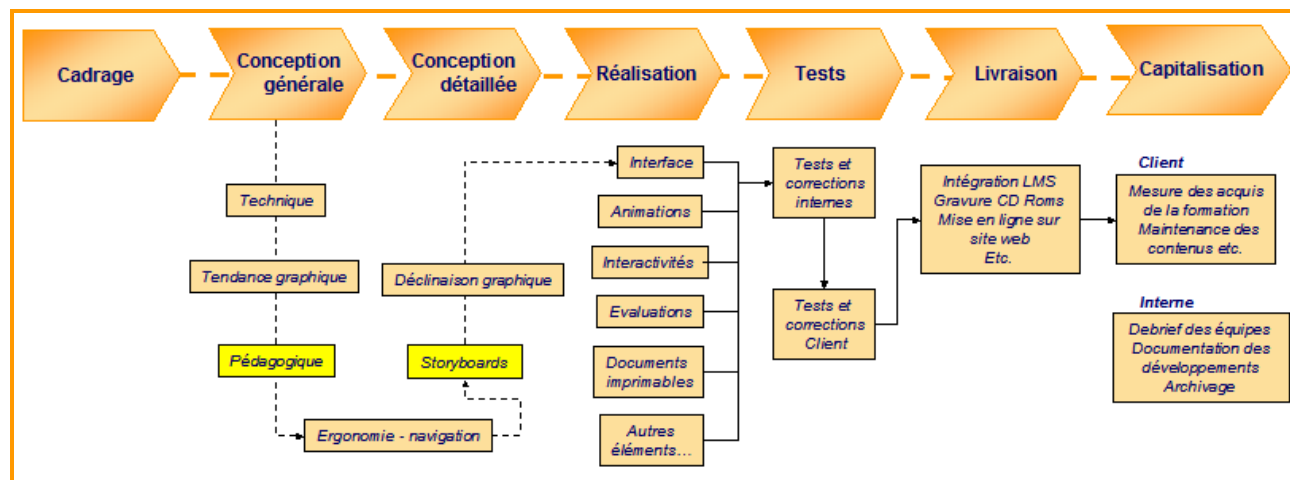 Cadrage
Conception
générale
Conception
détaillée
Réalisation
Tests
Livraison
Capitalisation
Technique
Tendance graphique
Pédagogique
Ergonomie - navigation
Déclinaison graphique
Storyboards
Interface
Animations
Interactivités
Evaluations
Documents
imprimables
Autres
éléments...
Tests et
corrections
internes
Tests et
corrections
Client
Intégration LMS
Gravure CD Roms
Mise en ligne sur
site web
Etc.
Client
Mesure des acquis
de la formation
Maintenance des
contenus etc.
Interne
Debrief des équipes
Documentation des
développements
Archivage